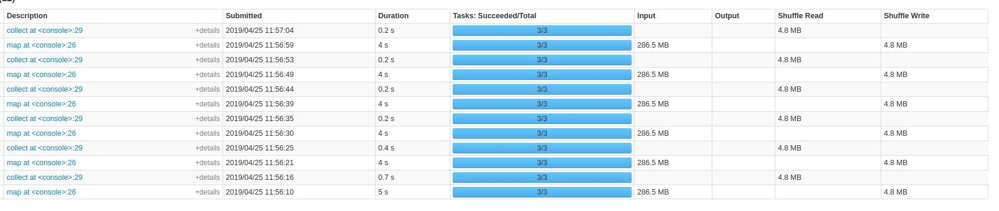 Description Submitted Duration Tasks: Succeeded/Total Input Output Shuffle Read Shuffle Write
collect at <console>:29 +details 2019/04/25 11:57:04 0.2 s 3/3 4.8 MB
map at <console>:26 +details 2019/04/25 11:56:59 4 s 3/3 286.5 MB 4.8 MB
collect at <console>:29 +details 2019/04/25 11:56:53 0.2 s 3/3 4.8 MB
map at <console>:26 +details 2019/04/25 11:56:49 4 s 3/3 286.5 MB 4.8 MB
collect at <console>:29 +details 2019/04/25 11:56:44 0.2 s 3/3 4.8 MB
map at <console>:26 +details 2019/04/25 11:56:39 4 s 3/3 286.5 MB 4.8 MB
collect at <console>:29 +details 2019/04/25 11:56:35 0.2 s 3/3 4.8 MB
map at <console>:26 +details 2019/04/25 11:56:30 4 s 3/3 286.5 MB 4.8 MB
collect at <console>:29 +details 2019/04/25 11:56:25 0.4 s 3/3 4.8 MB
map at <console>:26 +details 2019/04/25 11:56:21 4 s 3/3 286.5 MB 4.8 MB
collect at <console>:29 +details 2019/04/25 11:56:16 0.7 s 3/3 4.8 MB
map at <console>:26 +details 2019/04/25 11:56:10 5 s 3/3 286.5 MB 4.8 MB